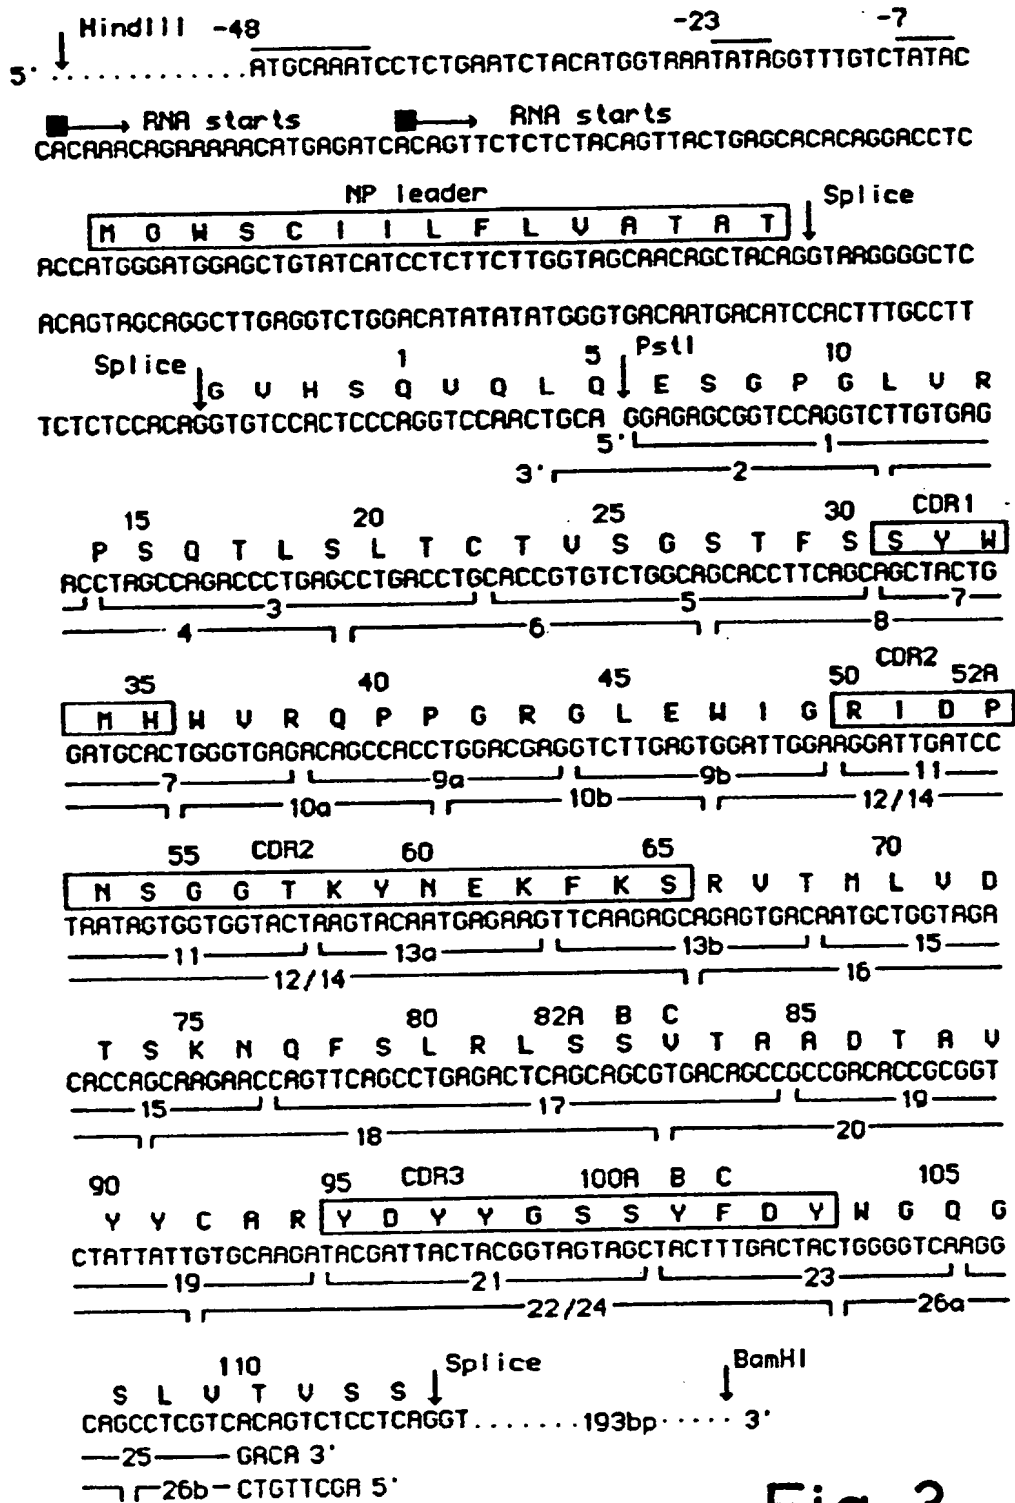 HindIII -48 -23 -7
5' ..................ATGCAAATCCTCTGAATCTACATGGTAAATATAGGTTTGTCTATAC
RNA starts RNA starts
CACAAACAGAAAAACATGAGATCACAGTTCTCTCTACAGTTACTGAGCACACAGGACCTC
NP leader Splice
M G W S C I I L F L V A T A T
ACCATGGGATGGAGCTGTATCATCCTCTTCTTGGTAGCAACAGCTACAGGTAAGGGGCTC
ACAGTAGCAGGCTTGAGGTCTGGACATATATATGGGTGACAATGACATCCACTTTGCCTT
Splice 1 5 PstI 10
G V H S Q V Q L Q E S G P G L V R
TCTCTCCACAGGTGTCCACTCCCAGGTCCAACTGCA GGAGAGCGGTCCAGGTCTTGTGAG
5' 1
3' 2
15 20 25 30 CDR1
P S Q T L S L T C T V S G S T F S S Y W
ACCTAGCCAGACCCTGAGCCTGACCTGCACCGTGTCTGGCAGCACCTTCAGCAGCTACTG
3 5 7
4 6 8
35 40 45 50 CDR2 52A
M H W V R Q P P G R G L E W I G R I D P
GATGCACTGGGTGAGACAGCCACCTGGACGAGGTCTTGAGTGGATTGGAAGGATTGATCC
7 9a 9b 11
10a 10b 12/14
55 CDR2 60 65 70
N S G G T K Y N E K F K S R V T M L V D
TAATAGTGGTGGTACTAAGTACAATGAGAAGTTCAAGAGCAGAGTGACAATGCTGGTAGA
11 13a 13b 15
12/14 16
75 80 82A B C 85
T S K N Q F S L R L S S V T A A D T A V
CACCAGCAAGAACCAGTTCAGCCTGAGACTCAGCAGCGTGACAGCCGCCGACACCGCGGT
15 17 19
18 20
90 95 CDR3 100A B C 105
Y Y C A R Y D Y Y G S S Y F D Y W G Q G
CTATTATTGTGCAAGATACGATTACTACGGTAGTAGCTACTTTGACTACTGGGGTCAAGG
19 21 23
22/24 26a
110 Splice BamHI
S L V T V S S
CAGCCTCGTCACAGTCTCCTCAGGT.......193bp..... 3'
25 GACA 3'
26b CTGTTCGA 5'
Fig 3